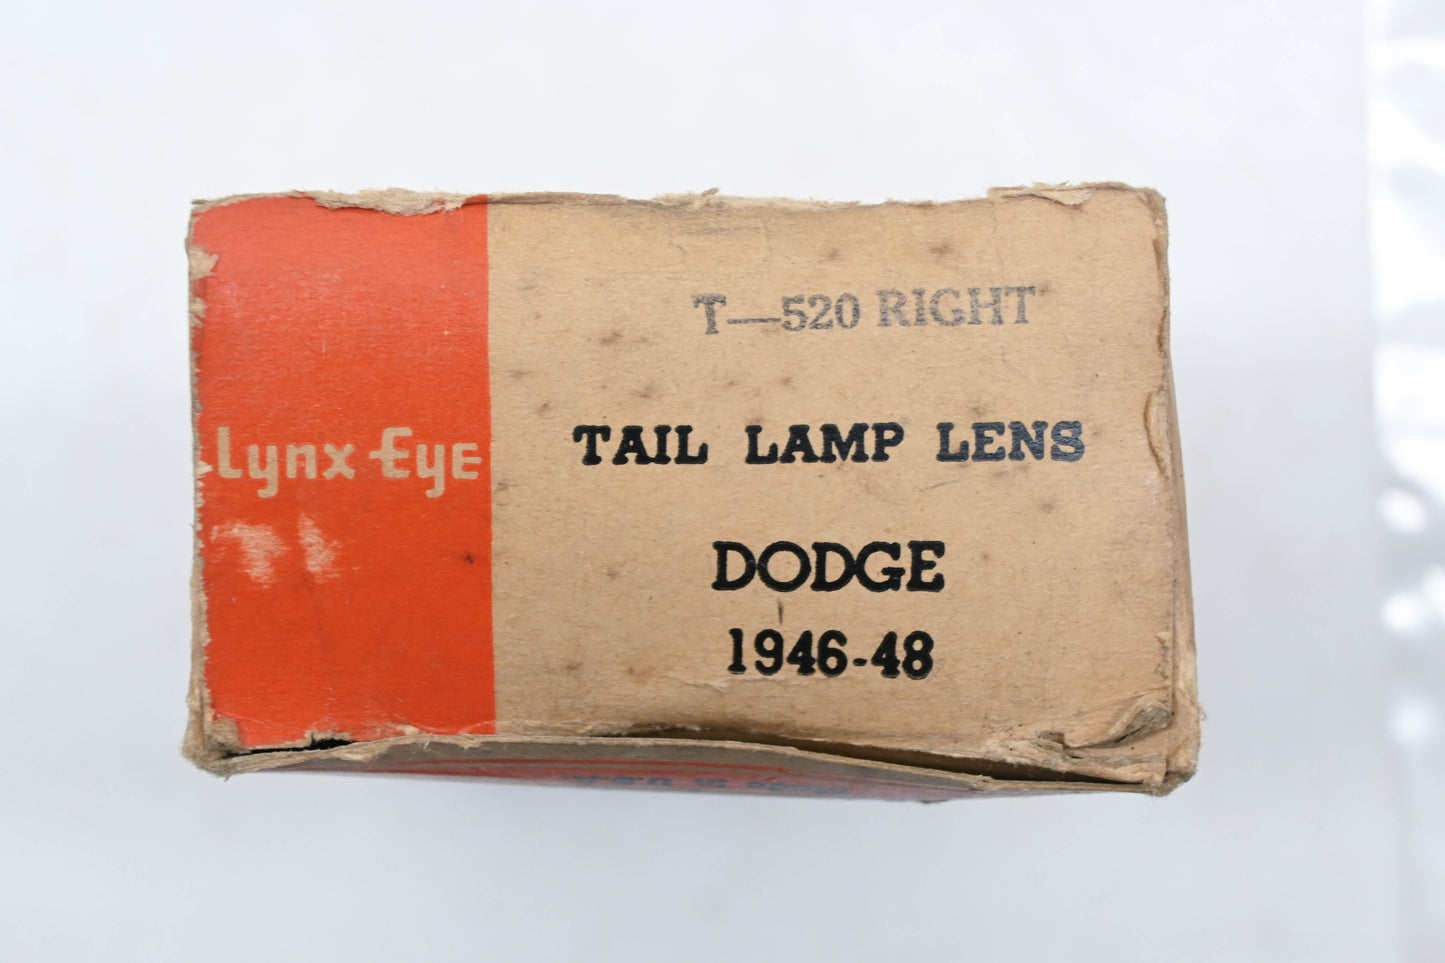 T—520 RIGHT
Lynx-Eye
TAIL LAMP LENS
DODGE
1946-48